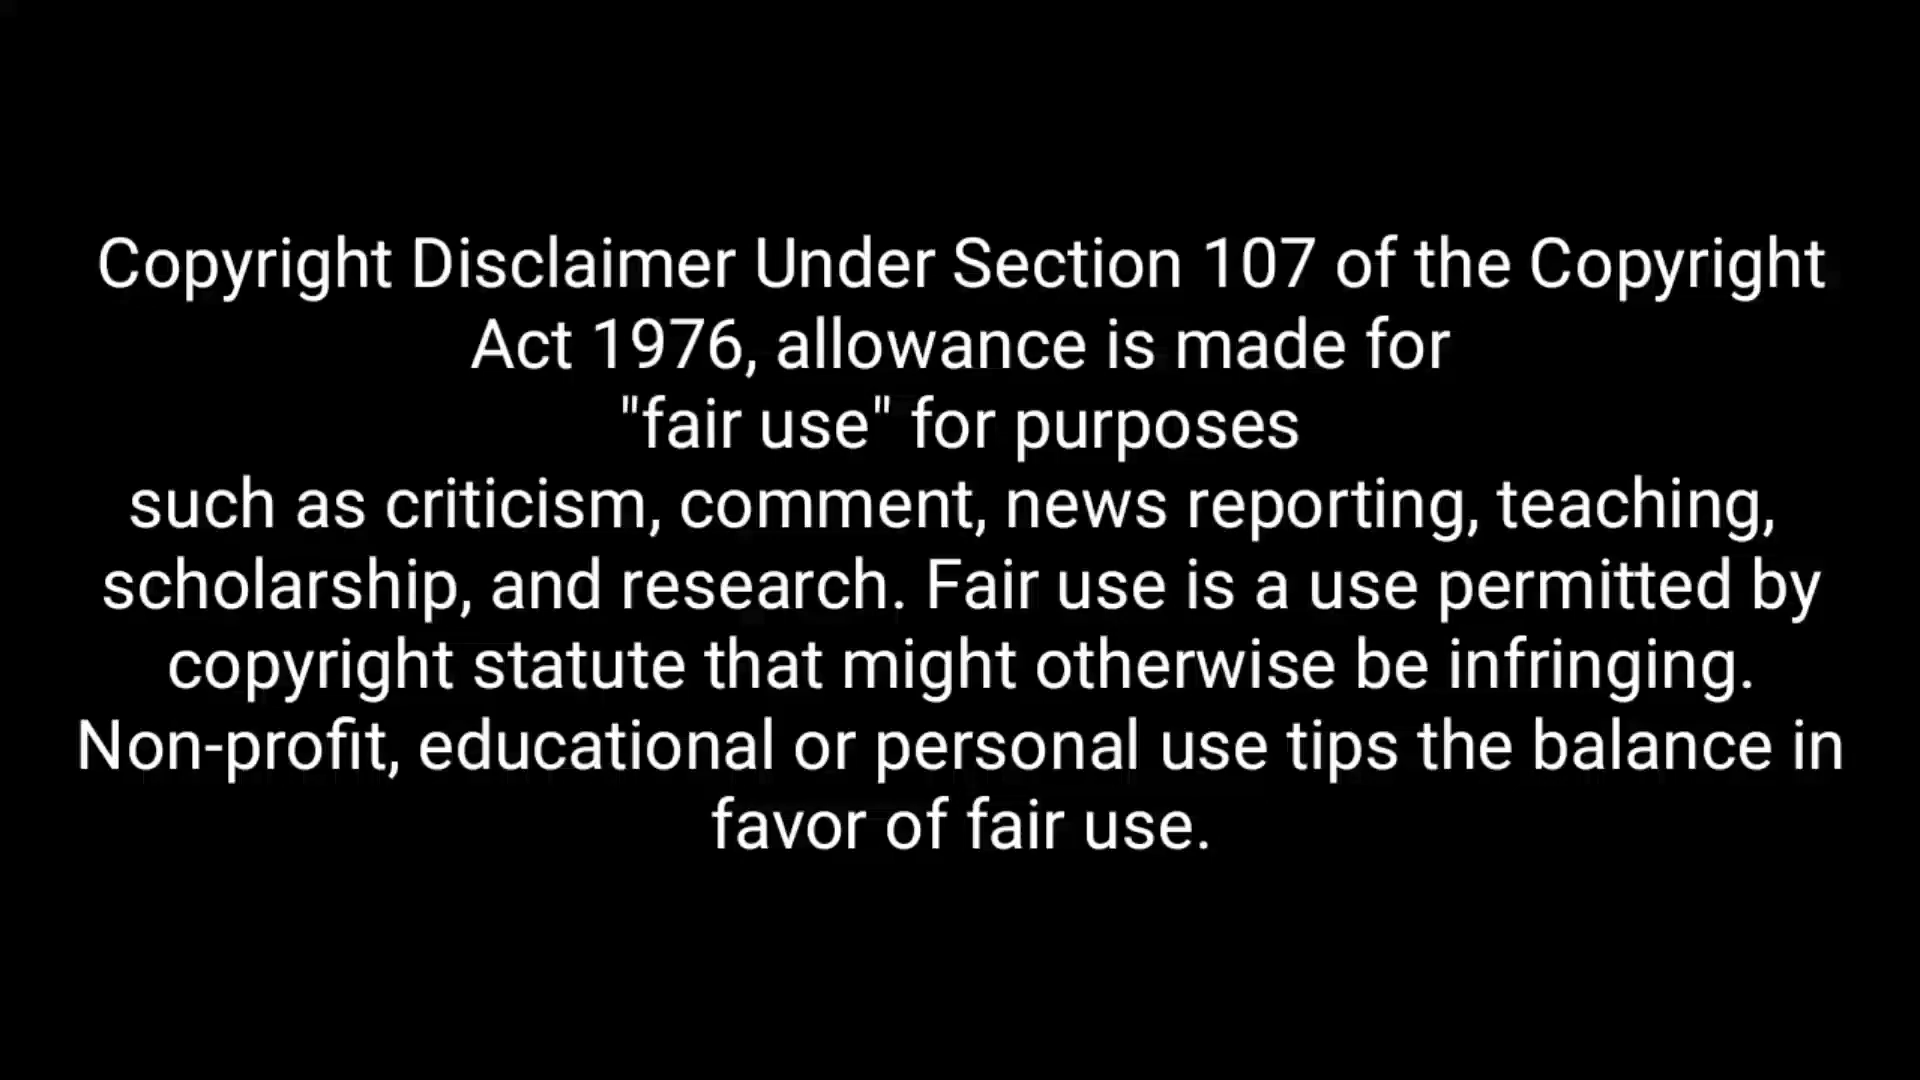 Copyright Disclaimer Under Section 107 of the Copyright
Act 1976, allowance is made for
"fair use" for purposes
such as criticism, comment, news reporting, teaching,
scholarship, and research. Fair use is a use permitted by
copyright statute that might otherwise be infringing.
Non-profit, educational or personal use tips the balance in
favor of fair use.